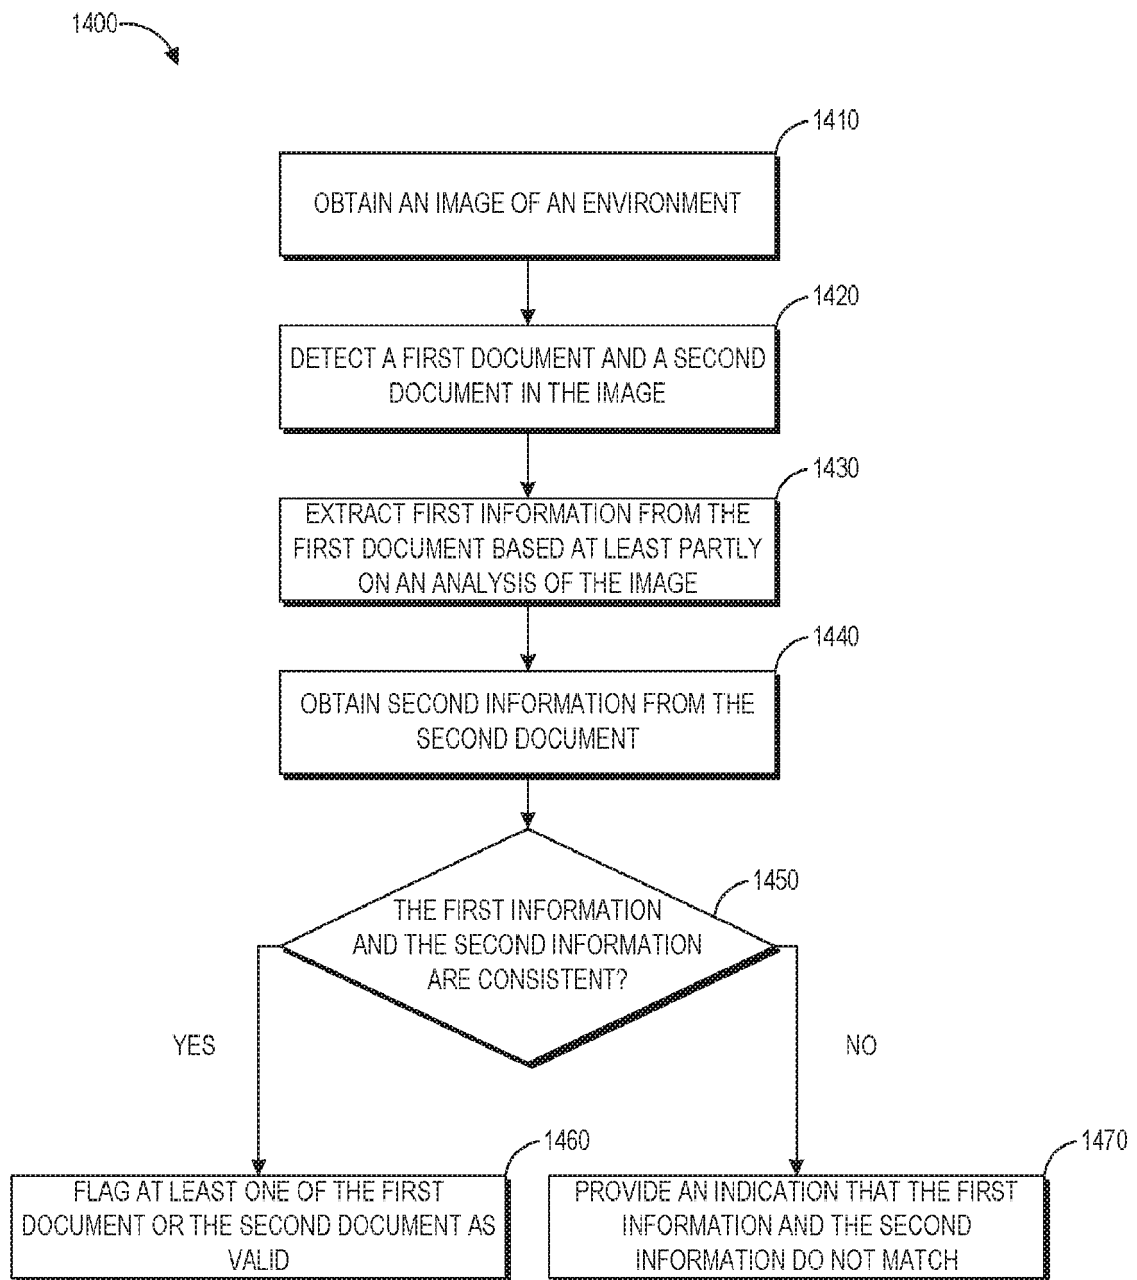 1400
1410
OBTAIN AN IMAGE OF AN ENVIRONMENT
1420
DETECT A FIRST DOCUMENT AND A SECOND
DOCUMENT IN THE IMAGE
1430
EXTRACT FIRST INFORMATION FROM THE
FIRST DOCUMENT BASED AT LEAST PARTLY
ON AN ANALYSIS OF THE IMAGE
1440
OBTAIN SECOND INFORMATION FROM THE
SECOND DOCUMENT
1450
THE FIRST INFORMATION
AND THE SECOND INFORMATION
ARE CONSISTENT?
YES
NO
1460
FLAG AT LEAST ONE OF THE FIRST
DOCUMENT OR THE SECOND DOCUMENT AS
VALID
1470
PROVIDE AN INDICATION THAT THE FIRST
INFORMATION AND THE SECOND
INFORMATION DO NOT MATCH